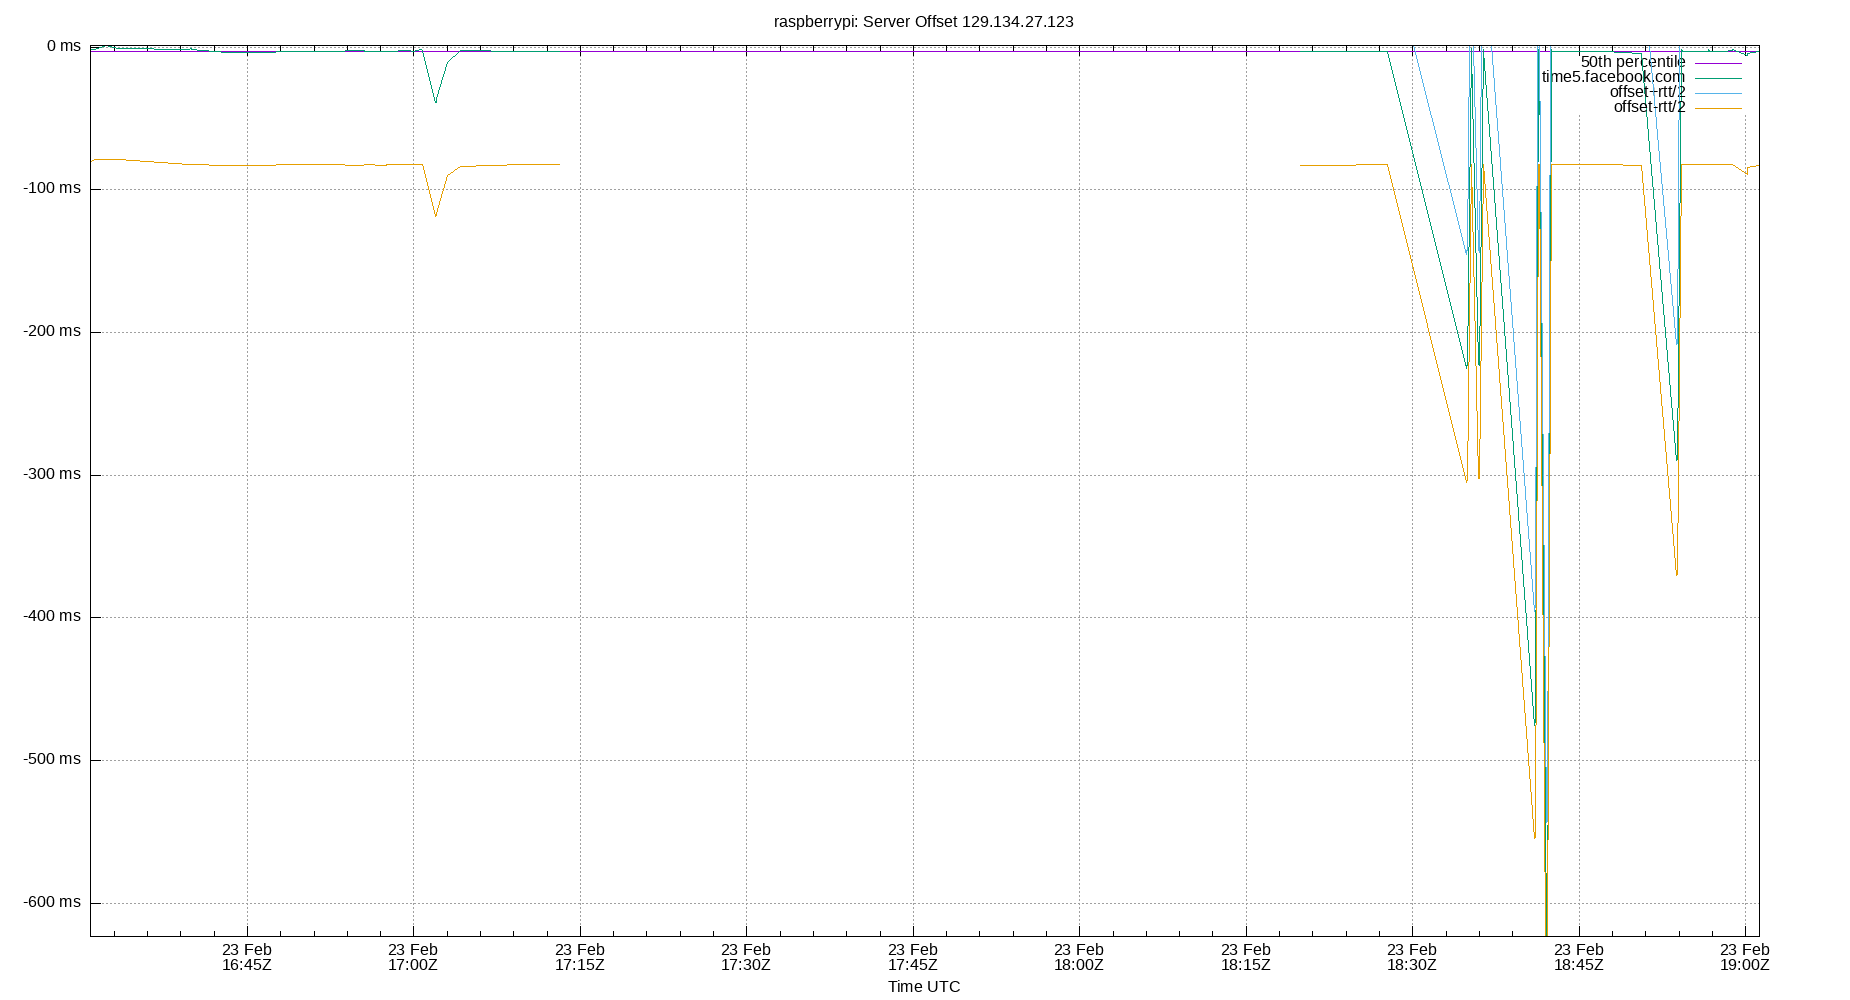 raspberrypi: Server Offset 129.134.27.123
0 ms
-100 ms
-200 ms
-300 ms
-400 ms
-500 ms
-600 ms
50th percentile
time5.facebook.com
offset+rtt/2
offset-rtt/2
23 Feb 23 Feb 23 Feb 23 Feb 23 Feb 23 Feb 23 Feb 23 Feb 23 Feb 23 Feb
16:45Z 17:00Z 17:15Z 17:30Z 17:45Z 18:00Z 18:15Z 18:30Z 18:45Z 19:00Z
Time UTC